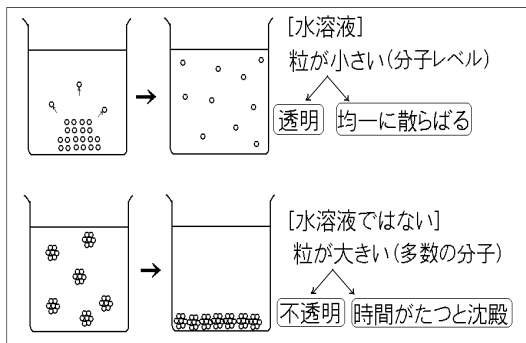 [水溶液]
粒が小さい(分子レベル)
透明 均一に散らばる
[水溶液ではない]
粒が大きい(多数の分子)
不透明 時間がたつと沈殿